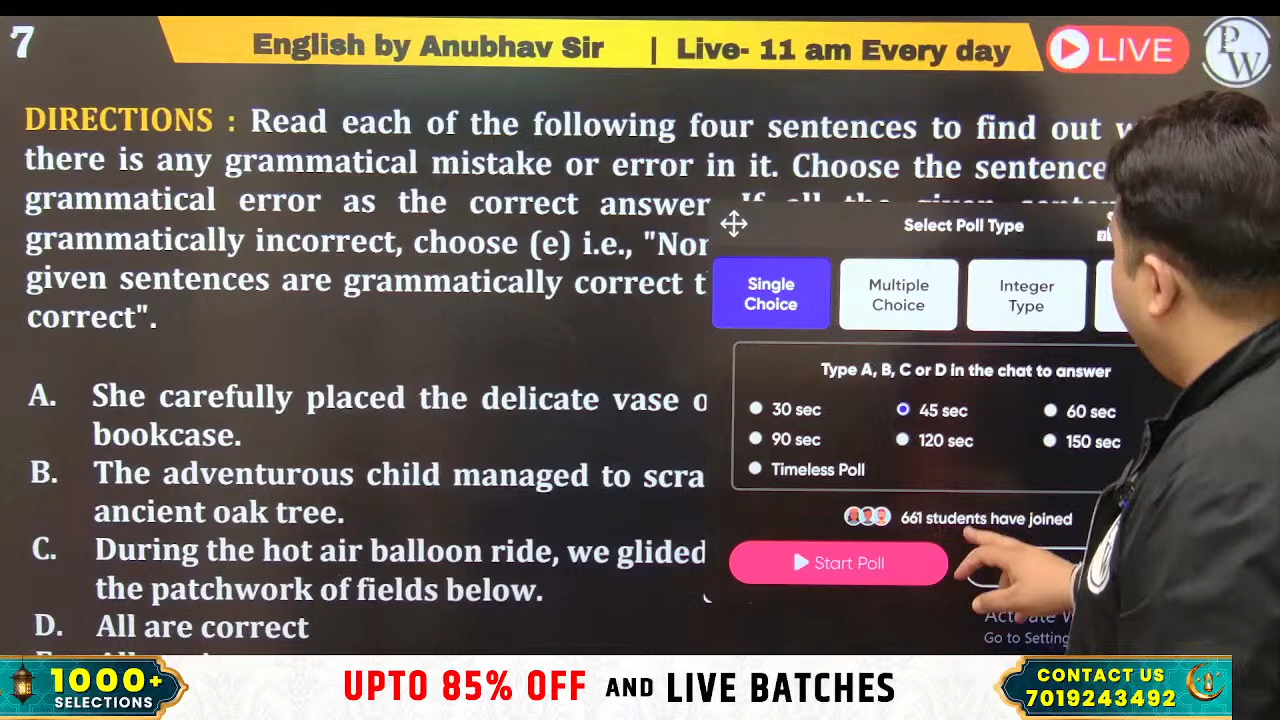 7
English by Anubhav Sir | Live- 11 am Every day
LIVE
PW
DIRECTIONS : Read each of the following four sentences to find out
there is any grammatical mistake or error in it. Choose the sentence
grammatical error as the correct answer. If all the given
grammatically incorrect, choose (e) i.e., "Nor
given sentences are grammatically correct t
correct".
A. She carefully placed the delicate vase o
bookcase.
B. The adventurous child managed to scra
ancient oak tree.
C. During the hot air balloon ride, we glided
the patchwork of fields below.
D. All are correct
Select Poll Type
Single
Choice
Multiple
Choice
Integer
Type
Type A, B, C or D in the chat to answer
30 sec
45 sec
60 sec
90 sec
120 sec
150 sec
Timeless Poll
661 students have joined
Start Poll
Go to Setting
1000+
SELECTIONS
UPTO 85% OFF AND LIVE BATCHES
CONTACT US
7019243492